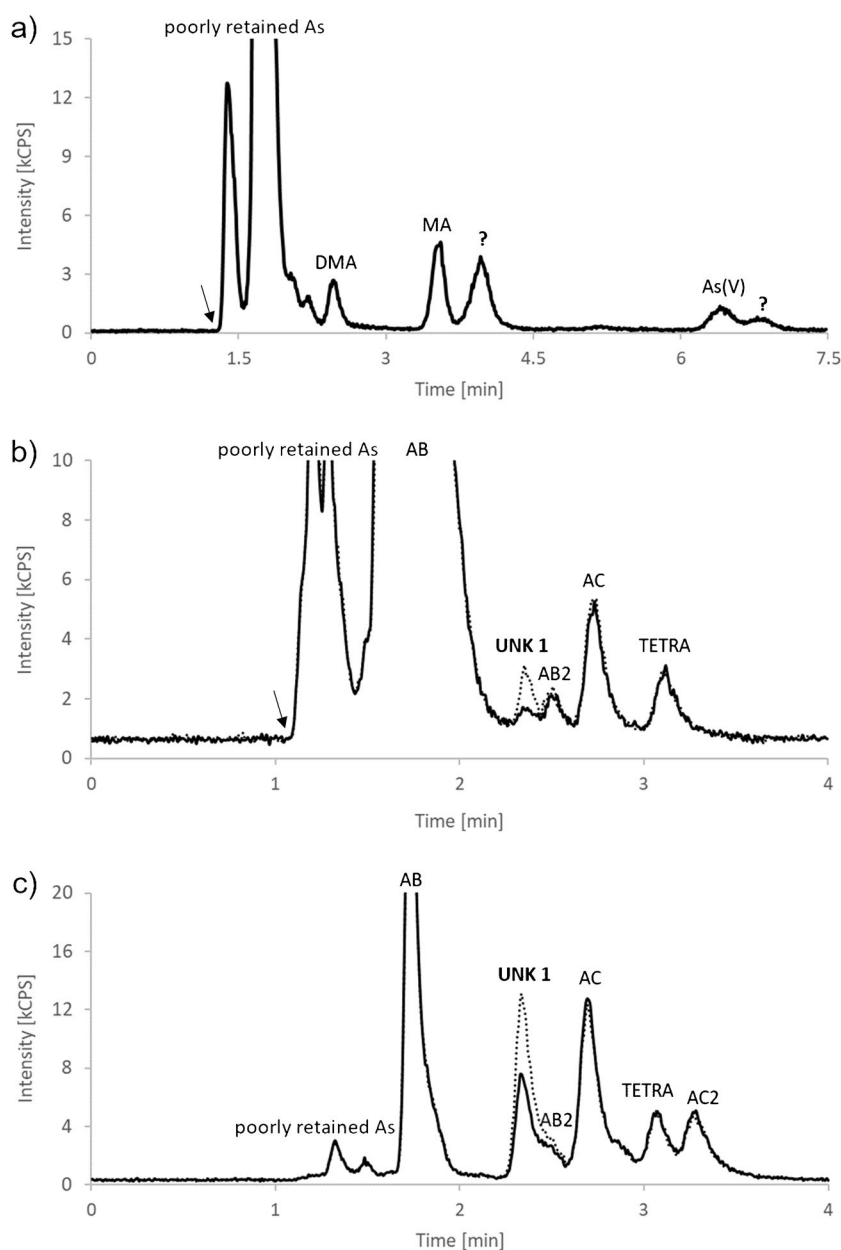 a)
poorly retained As
15
12
9
6
3
0
Intensity [kCPS]
DMA
MA
?
As(V)
?
0 1.5 3 4.5 6 7.5
Time [min]
b)
poorly retained As AB
10
8
6
4
2
0
Intensity [kCPS]
UNK 1
AB2
AC
TETRA
0 1 2 3 4
Time [min]
c)
AB
20
16
12
8
4
0
Intensity [kCPS]
poorly retained As
UNK 1
AB2
AC
TETRA
AC2
0 1 2 3 4
Time [min]